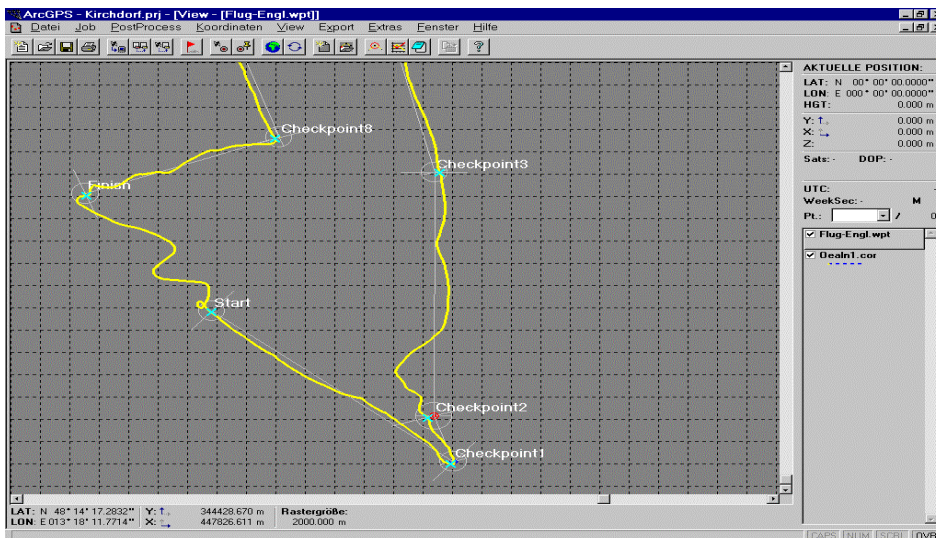 ArcGPS - Kirchdorf.prj - [View - [Flug-Engl.wpt]]
Datei Job PostProcess Koordinaten View Export Extras Fenster Hilfe
AKTUELLE POSITION:
LAT: N 00° 00' 00.0000"
LON: E 000° 00' 00.0000"
HGT: 0.000 m
Y: 0.000 m
X: 0.000 m
Z: 0.000 m
Sats: - DOP: -
UTC: -
WeekSec: - M
Pt.: / 0
Flug-Engl.wpt
Oealn1.cor
Checkpoint8
Checkpoint3
Finish
Start
Checkpoint2
Checkpoint1
LAT: N 48° 14' 17.2832" Y: 344428.670 m Rastergröße:
LON: E 013° 18' 11.7714" X: 447826.611 m 2000.000 m
CAPS NUM SCRL OVR